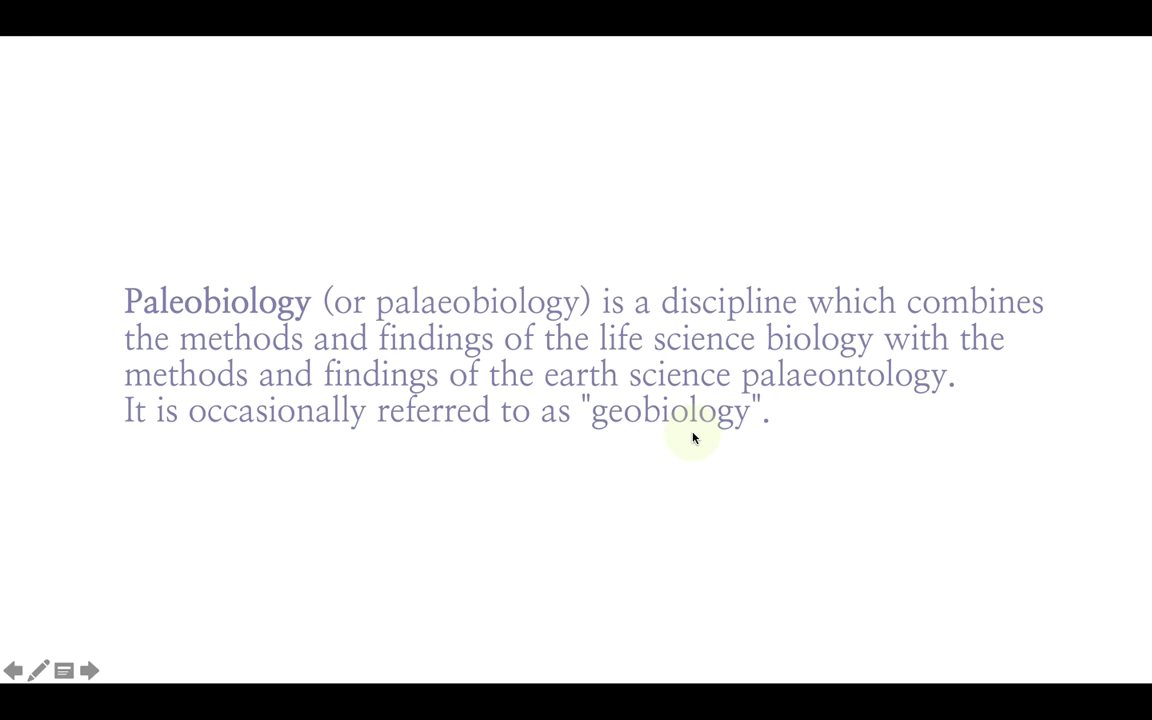 Paleobiology (or palaeobiology) is a discipline which combines
the methods and findings of the life science biology with the
methods and findings of the earth science palaeontology.
It is occasionally referred to as "geobiology".